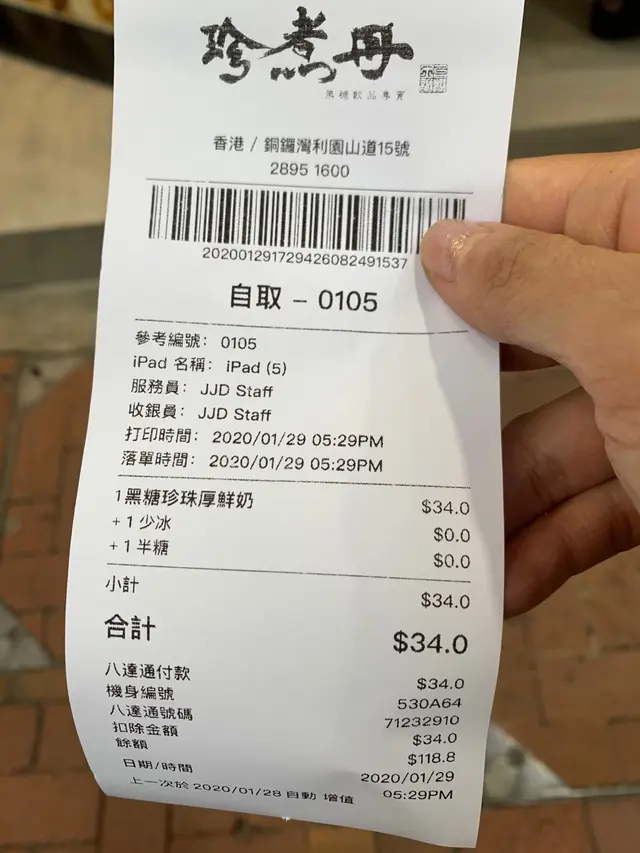 珍煮丹
黑糖飲品專賣
香港 / 銅鑼灣利園山道15號
2895 1600
202001291729426082491537
自取 – 0105
參考編號: 0105
iPad 名稱: iPad (5)
服務員: JJD Staff
收銀員: JJD Staff
打印時間: 2020/01/29 05:29PM
落單時間: 2020/01/29 05:29PM
1 黑糖珍珠厚鮮奶 $34.0
+ 1 少冰 $0.0
+ 1 半糖 $0.0
小計 $34.0
合計 $34.0
八達通付款 $34.0
機身編號 530A64
八達通號碼 71232910
扣除金額 $34.0
餘額 $118.8
日期/時間 2020/01/29
05:29PM
上一次於 2020/01/28 自動 增值